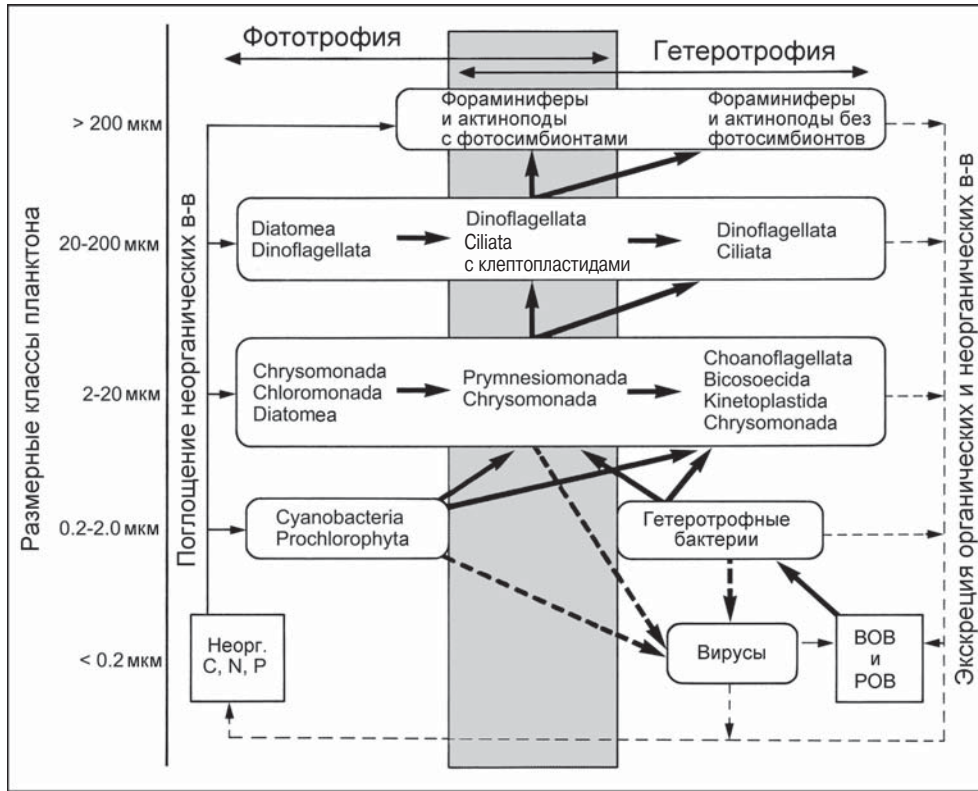 Фототрофия
Гетеротрофия
Размерные классы планктона
Поглощение неорганических в-в
Экскреция органических и неорганических в-в
> 200 мкм
Фораминиферы
и актиноподы
с фотосимбионтами
Фораминиферы
и актиноподы без
фотосимбионтов
20-200 мкм
Diatomea
Dinoflagellata
Dinoflagellata
Ciliata
с клептопластидами
Dinoflagellata
Ciliata
2-20 мкм
Chrysomonada
Chloromonada
Diatomea
Prymnesiomonada
Chrysomonada
Choanoflagellata
Bicosoecida
Kinetoplastida
Chrysomonada
0.2-2.0 мкм
Cyanobacteria
Prochlorophyta
Гетеротрофные
бактерии
< 0.2 мкм
Неорг.
C, N, P
Вирусы
ВОВ
и
РОВ